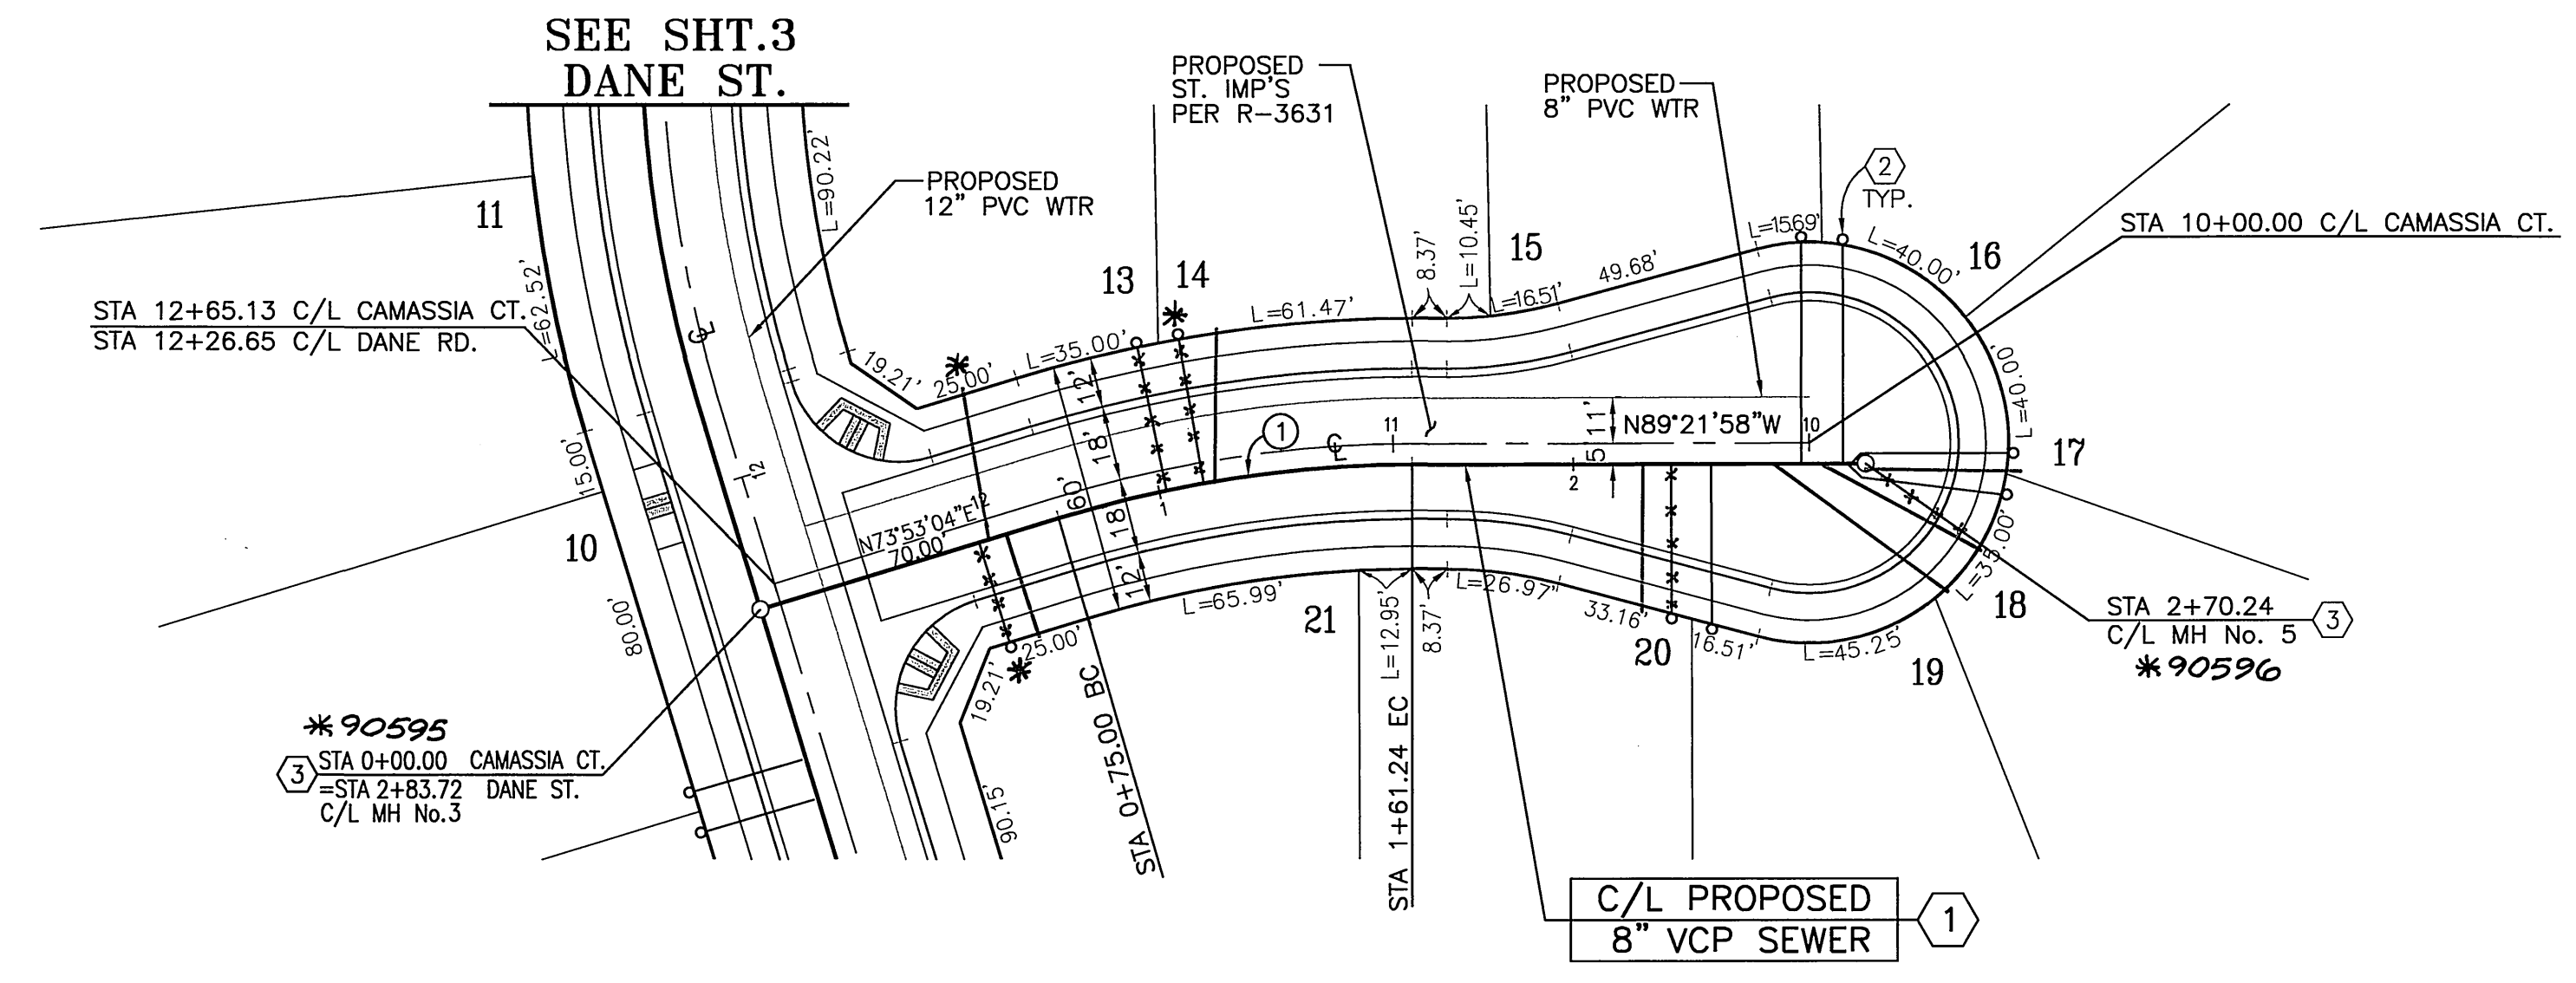 SEE SHT.3
DANE ST.
PROPOSED
ST. IMP'S
PER R-3631
PROPOSED
8" PVC WTR
2
TYP.
PROPOSED
12" PVC WTR
L=90.22'
11
L=62.52'
STA 12+65.13 C/L CAMASSIA CT.
STA 12+26.65 C/L DANE RD.
STA 10+00.00 C/L CAMASSIA CT.
13
14
15
16
17
18
19
20
21
10
19.21'
25.00'
L=35.00'
L=61.47'
8.37'
L=10.45'
L=16.51'
49.68'
L=15.69'
L=40.00'
L=40.00'
L=35.00'
L=45.25'
16.51'
33.16'
L=26.97'
8.37'
L=12.95'
L=65.99'
25.00'
19.21'
90.15'
15.00'
80.00'
12'
18'
60'
18'
12'
11'
5'
1
11
10
2
1
12
12
N89°21'58"W
N73°53'04"E
70.00'
STA 0+75.00 BC
STA 1+61.24 EC
STA 2+70.24
C/L MH No. 5
3
*90596
*90595
3
STA 0+00.00 CAMASSIA CT.
=STA 2+83.72 DANE ST.
C/L MH No.3
C/L PROPOSED
8" VCP SEWER
1